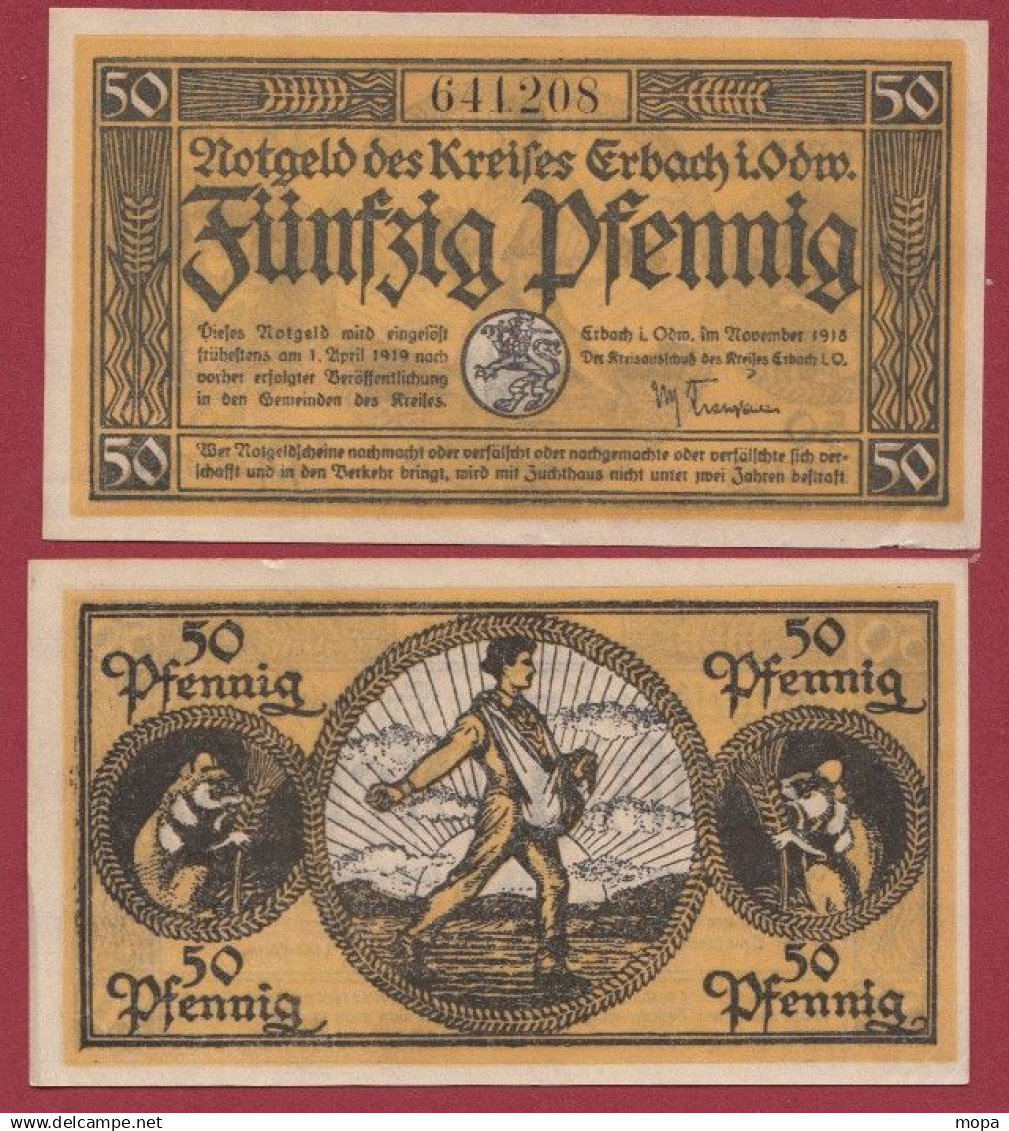 50
641.208
50
Notgeld des Kreises Erbach i. Odw.
Fünfzig Pfennig
Dieses Notgeld wird eingelöst
frühestens am 1. April 1919 nach
vorher erfolgter Veröffentlichung
in den Gemeinden des Kreises.
Erbach i. Odw. im November 1918
Der Kreisausschuß des Kreises Erbach i. O.
50
Wer Notgeldscheine nachmacht oder verfälscht oder nachgemachte oder verfälschte sich ver-
schafft und in den Verkehr bringt, wird mit Zuchthaus nicht unter zwei Jahren bestraft
50
50
Pfennig
50
Pfennig
50
Pfennig
50
Pfennig
delcampe.net
mopa